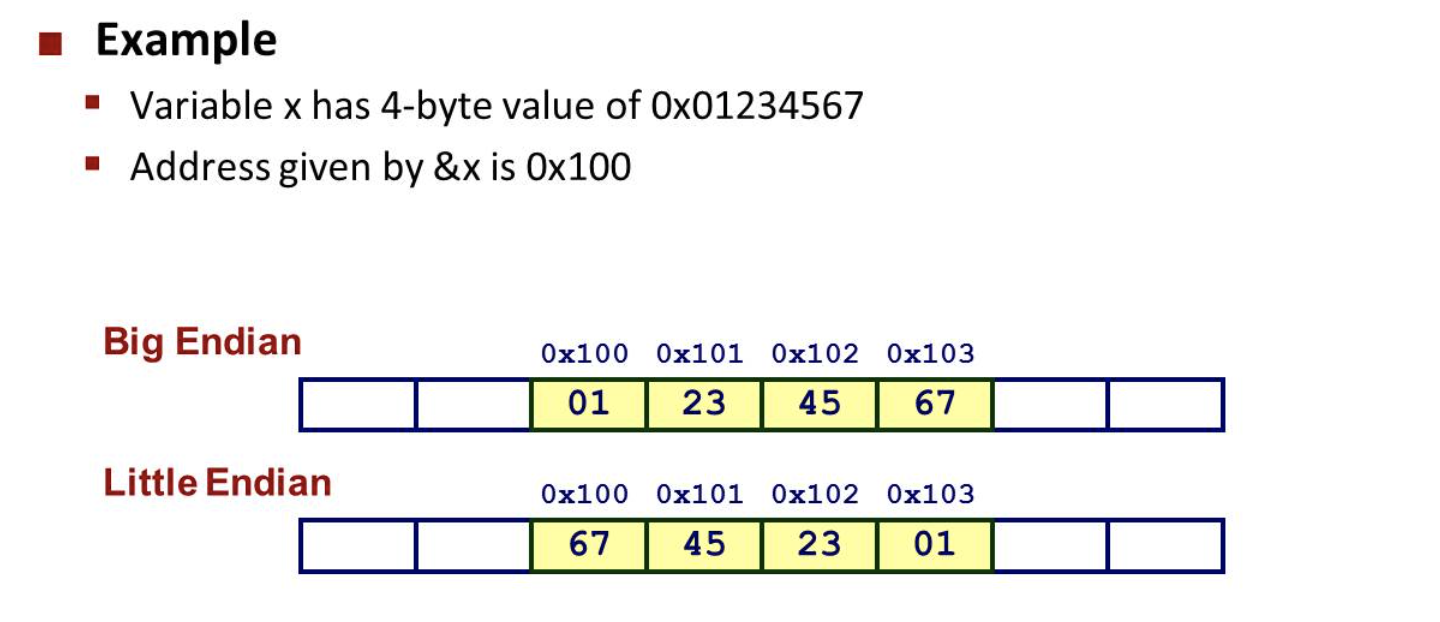 Example
Variable x has 4-byte value of 0x01234567
Address given by &x is 0x100
Big Endian
0x100 0x101 0x102 0x103
01 23 45 67
Little Endian
0x100 0x101 0x102 0x103
67 45 23 01